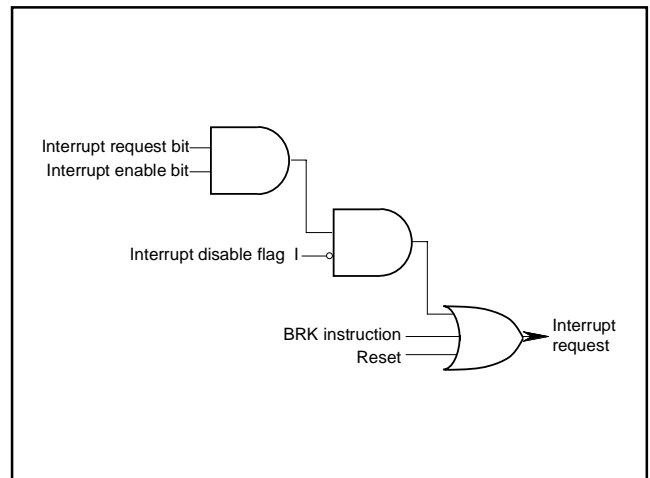 Interrupt request bit
Interrupt enable bit
Interrupt disable flag I
BRK instruction
Reset
Interrupt
request